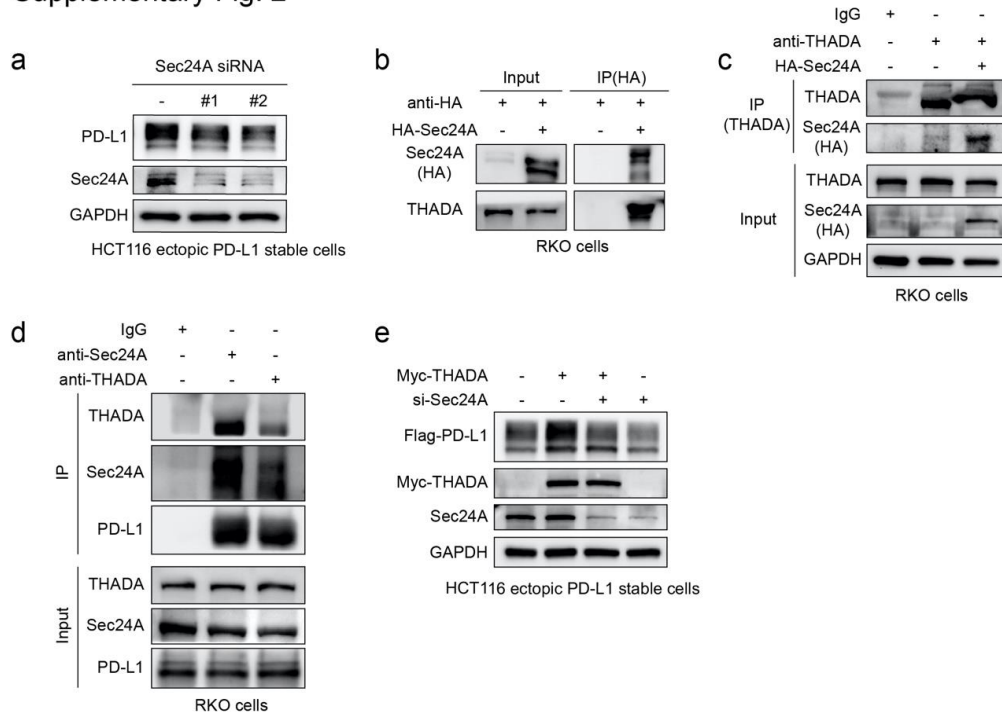 Supplementary Fig. 2
a
Sec24A siRNA
- #1 #2
PD-L1
Sec24A
GAPDH
HCT116 ectopic PD-L1 stable cells
b
Input IP(HA)
anti-HA + + + +
HA-Sec24A - + - +
Sec24A
(HA)
THADA
RKO cells
c
IgG + - -
anti-THADA - + +
HA-Sec24A - - +
IP
(THADA)
THADA
Sec24A
(HA)
Input
THADA
Sec24A
(HA)
GAPDH
RKO cells
d
IgG + - -
anti-Sec24A - + -
anti-THADA - - +
IP
THADA
Sec24A
PD-L1
Input
THADA
Sec24A
PD-L1
RKO cells
e
Myc-THADA - + + -
si-Sec24A - - + +
Flag-PD-L1
Myc-THADA
Sec24A
GAPDH
HCT116 ectopic PD-L1 stable cells